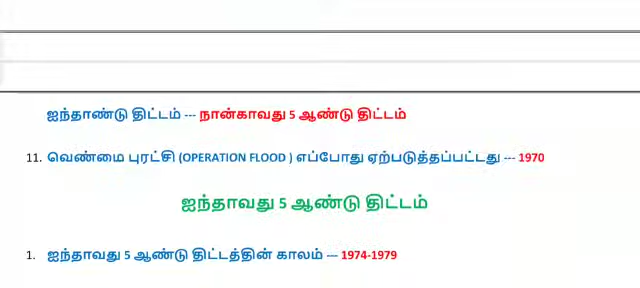 ஐந்தாண்டு திட்டம் --- நான்காவது 5 ஆண்டு திட்டம்
11. வெண்மை புரட்சி (OPERATION FLOOD ) எப்போது ஏற்படுத்தப்பட்டது --- 1970
ஐந்தாவது 5 ஆண்டு திட்டம்
1. ஐந்தாவது 5 ஆண்டு திட்டத்தின் காலம் --- 1974-1979